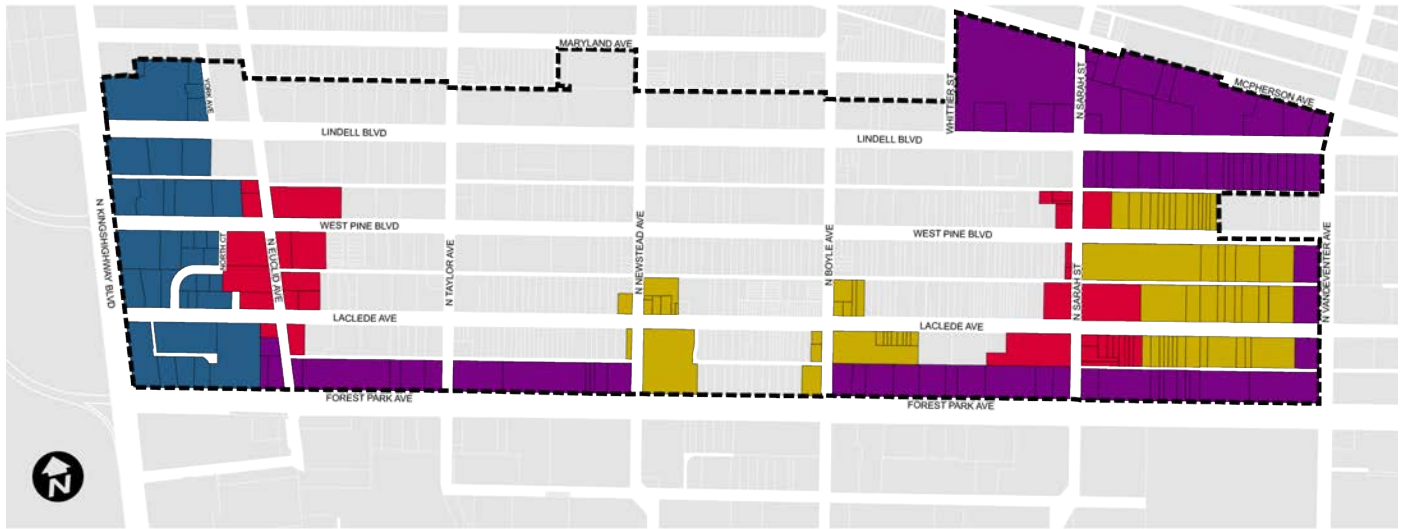 MARYLAND AVE
YORK AVE
WHITTIER ST
N SARAH ST
MCPHERSON AVE
LINDELL BLVD
LINDELL BLVD
N KINGSHIGHWAY BLVD
WEST PINE BLVD
WEST PINE BLVD
NORTH CT
N EUCLID AVE
N TAYLOR AVE
N NEWSTEAD AVE
N BOYLE AVE
N SARAH ST
N VANDEVENTER AVE
LACLEDE AVE
LACLEDE AVE
FOREST PARK AVE
FOREST PARK AVE
N